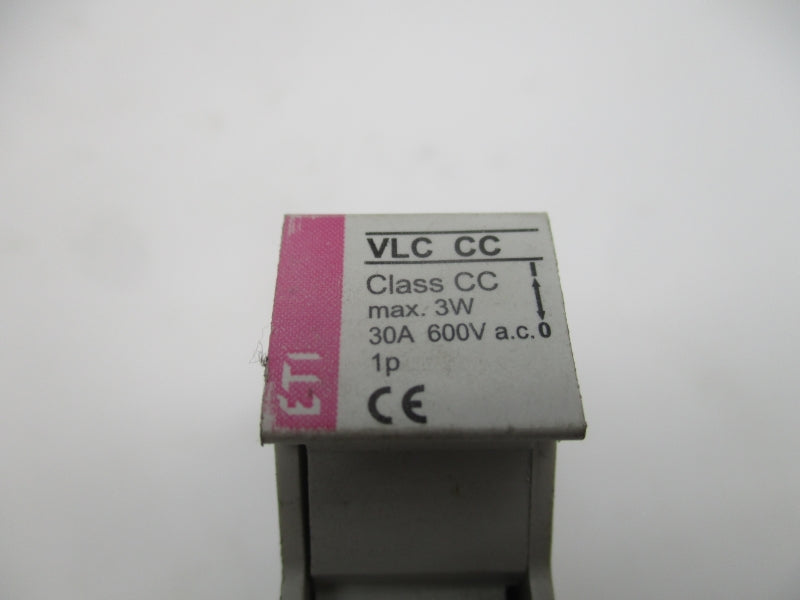 ETI
VLC CC
Class CC I
max. 3W
30A 600V a.c. 0
1p
CE